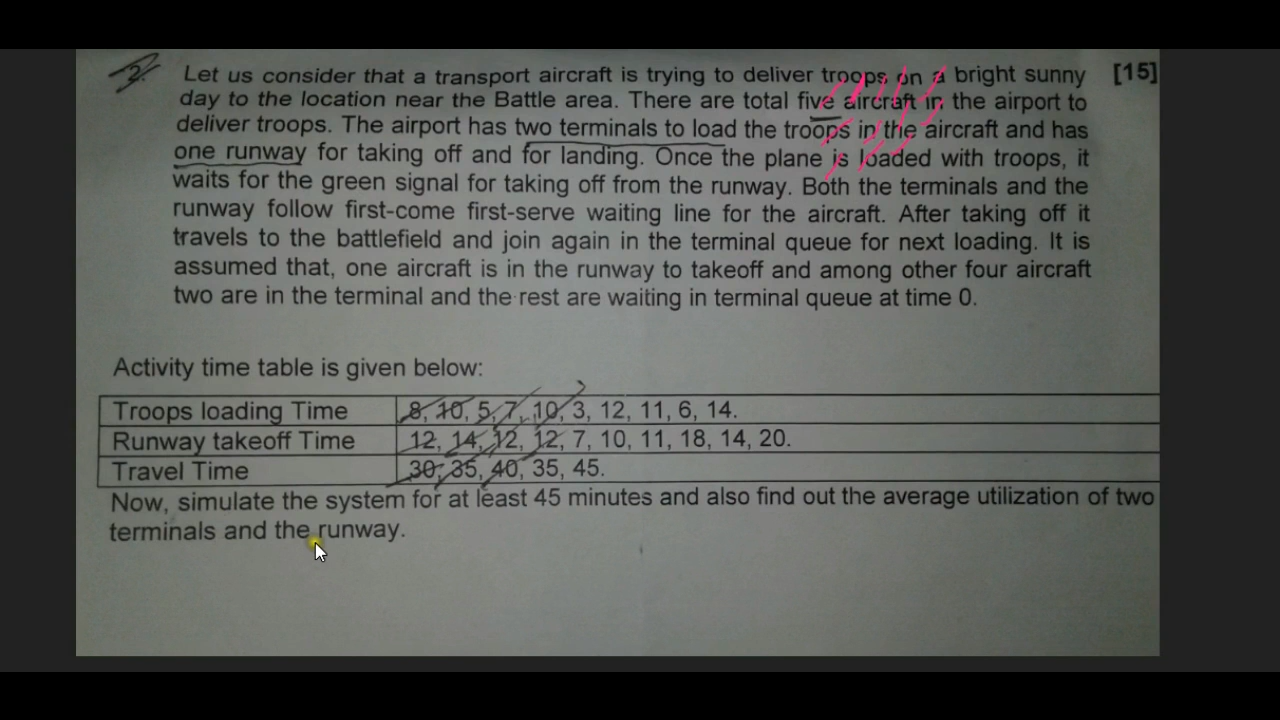 2. Let us consider that a transport aircraft is trying to deliver troops on a bright sunny [15]
day to the location near the Battle area. There are total five aircraft in the airport to
deliver troops. The airport has two terminals to load the troops in the aircraft and has
one runway for taking off and for landing. Once the plane is loaded with troops, it
waits for the green signal for taking off from the runway. Both the terminals and the
runway follow first-come first-serve waiting line for the aircraft. After taking off it
travels to the battlefield and join again in the terminal queue for next loading. It is
assumed that, one aircraft is in the runway to takeoff and among other four aircraft
two are in the terminal and the rest are waiting in terminal queue at time 0.
Activity time table is given below:
Troops loading Time 8, 10, 5, 7, 10, 3, 12, 11, 6, 14.
Runway takeoff Time 12, 14, 12, 12, 7, 10, 11, 18, 14, 20.
Travel Time 30, 35, 40, 35, 45.
Now, simulate the system for at least 45 minutes and also find out the average utilization of two
terminals and the runway.